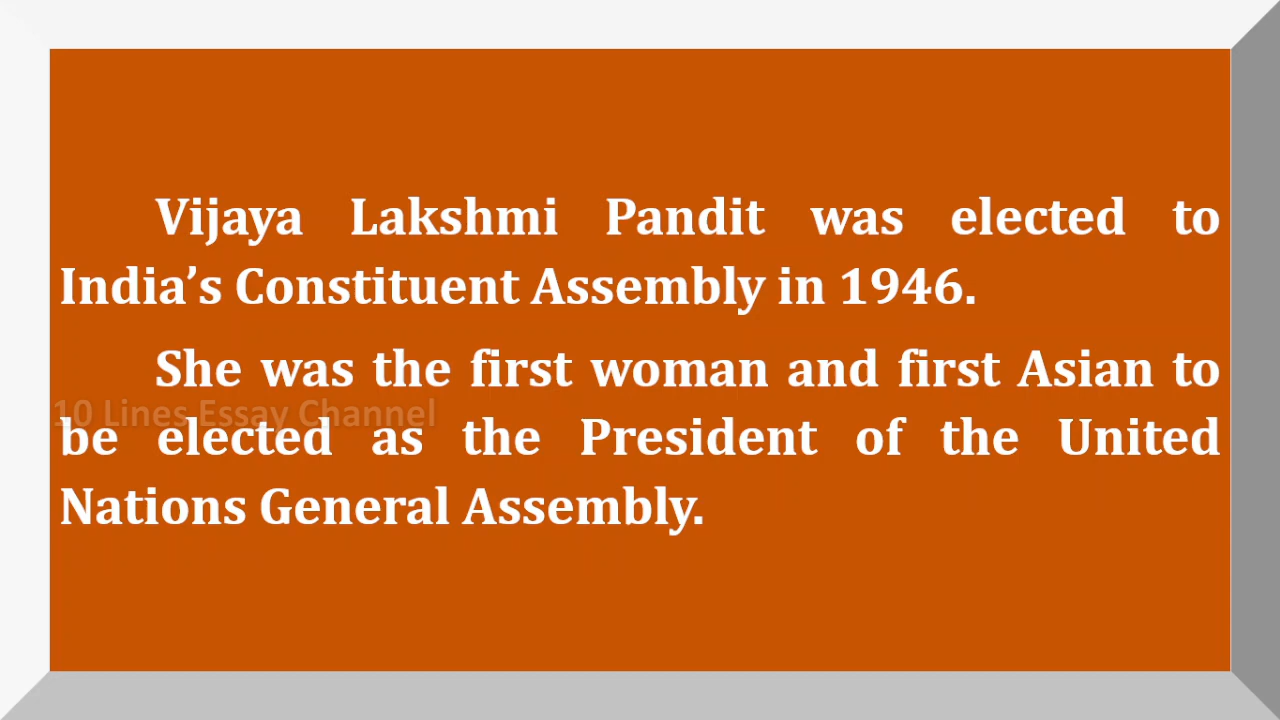 Vijaya Lakshmi Pandit was elected to
India’s Constituent Assembly in 1946.
She was the first woman and first Asian to
10 Lines Essay Channel
be elected as the President of the United
Nations General Assembly.